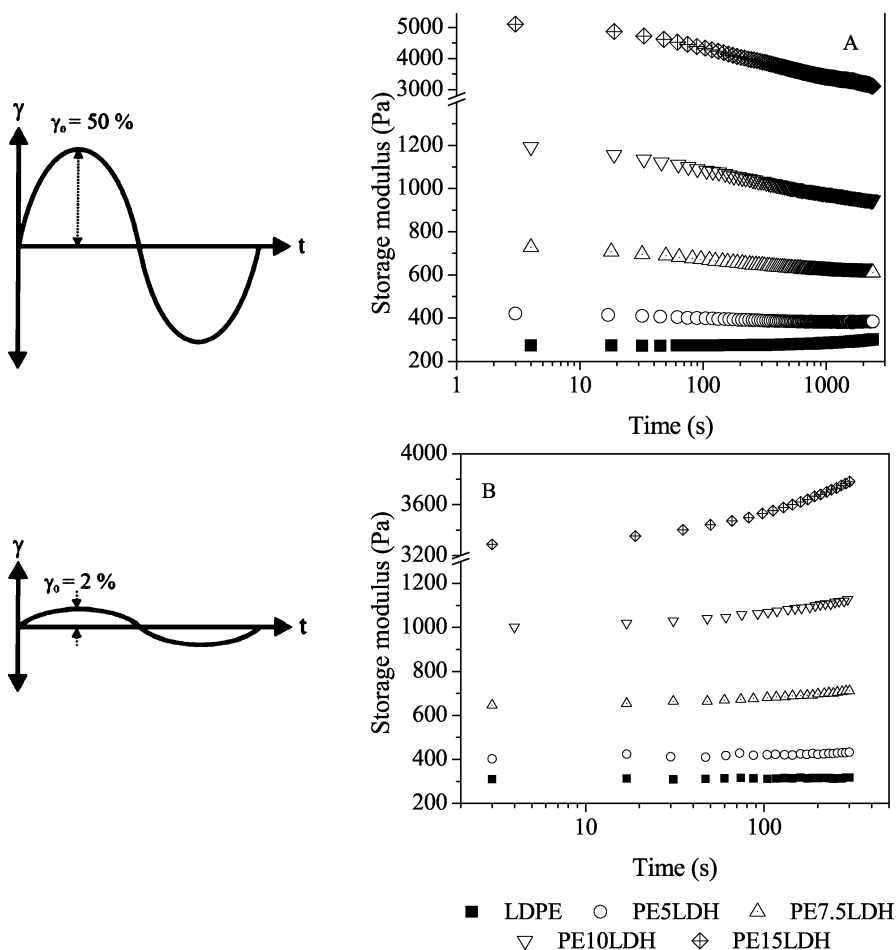 γ
γ₀ = 50 %
t
A
Storage modulus (Pa)
5000
4000
3000
1200
1000
800
600
400
200
1 10 100 1000
Time (s)
γ
γ₀ = 2 %
t
B
Storage modulus (Pa)
4000
3600
3200
1200
1000
800
600
400
200
10 100
Time (s)
LDPE PE5LDH PE7.5LDH
PE10LDH PE15LDH